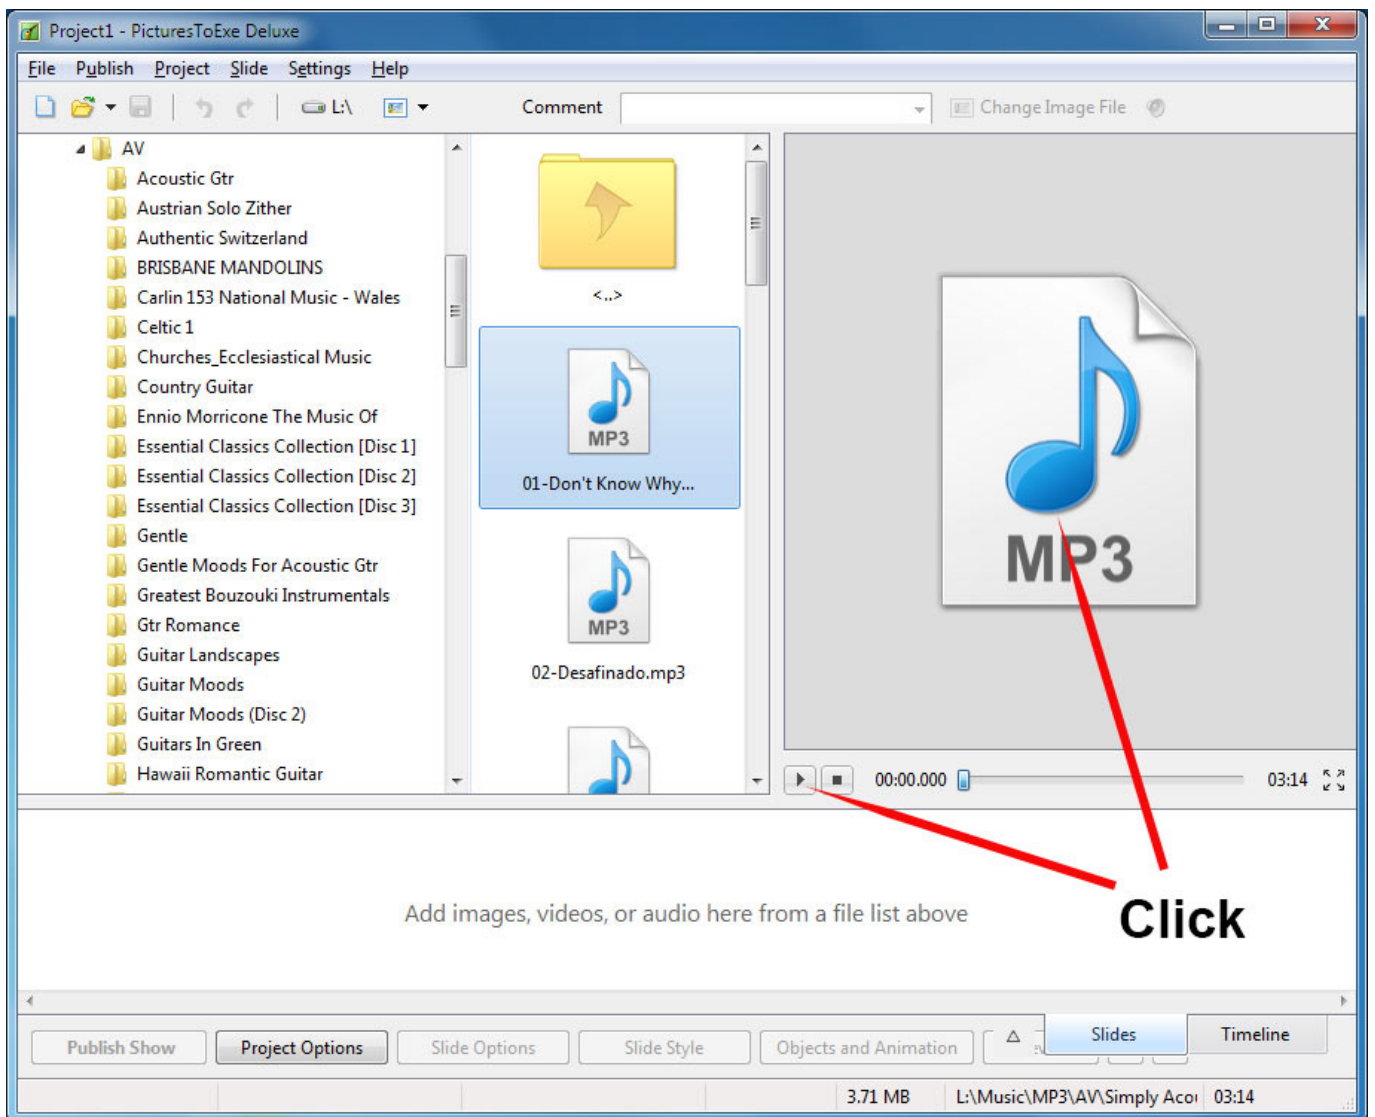 Project1 - PicturesToExe Deluxe
File Publish Project Slide Settings Help
L:\ Comment Change Image File
AV
Acoustic Gtr
Austrian Solo Zither
Authentic Switzerland
BRISBANE MANDOLINS
Carlin 153 National Music - Wales
Celtic 1
Churches_Ecclesiastical Music
Country Guitar
Ennio Morricone The Music Of
Essential Classics Collection [Disc 1]
Essential Classics Collection [Disc 2]
Essential Classics Collection [Disc 3]
Gentle
Gentle Moods For Acoustic Gtr
Greatest Bouzouki Instrumentals
Gtr Romance
Guitar Landscapes
Guitar Moods
Guitar Moods (Disc 2)
Guitars In Green
Hawaii Romantic Guitar
<..>
MP3
01-Don't Know Why...
MP3
02-Desafinado.mp3
MP3
00:00.000 03:14
Click
Add images, videos, or audio here from a file list above
Publish Show Project Options Slide Options Slide Style Objects and Animation Slides Timeline
3.71 MB L:\Music\MP3\AV\Simply Acou 03:14